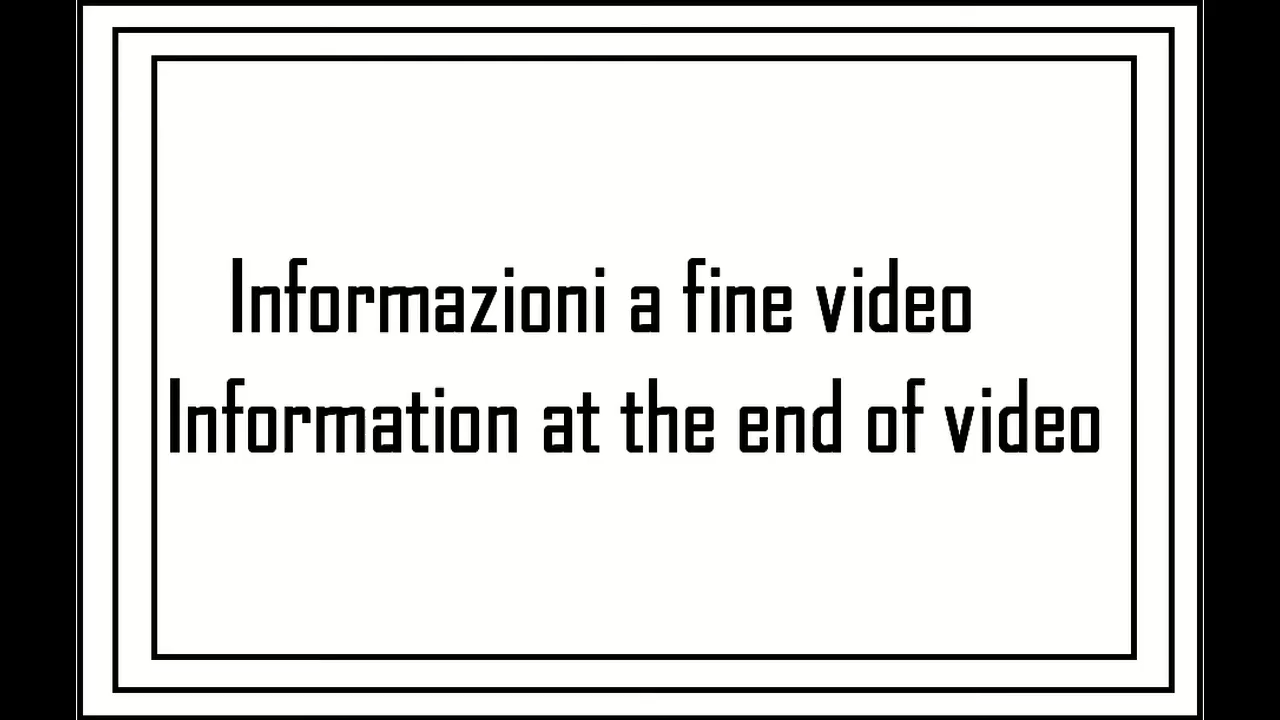 Informazioni a fine video
Information at the end of video